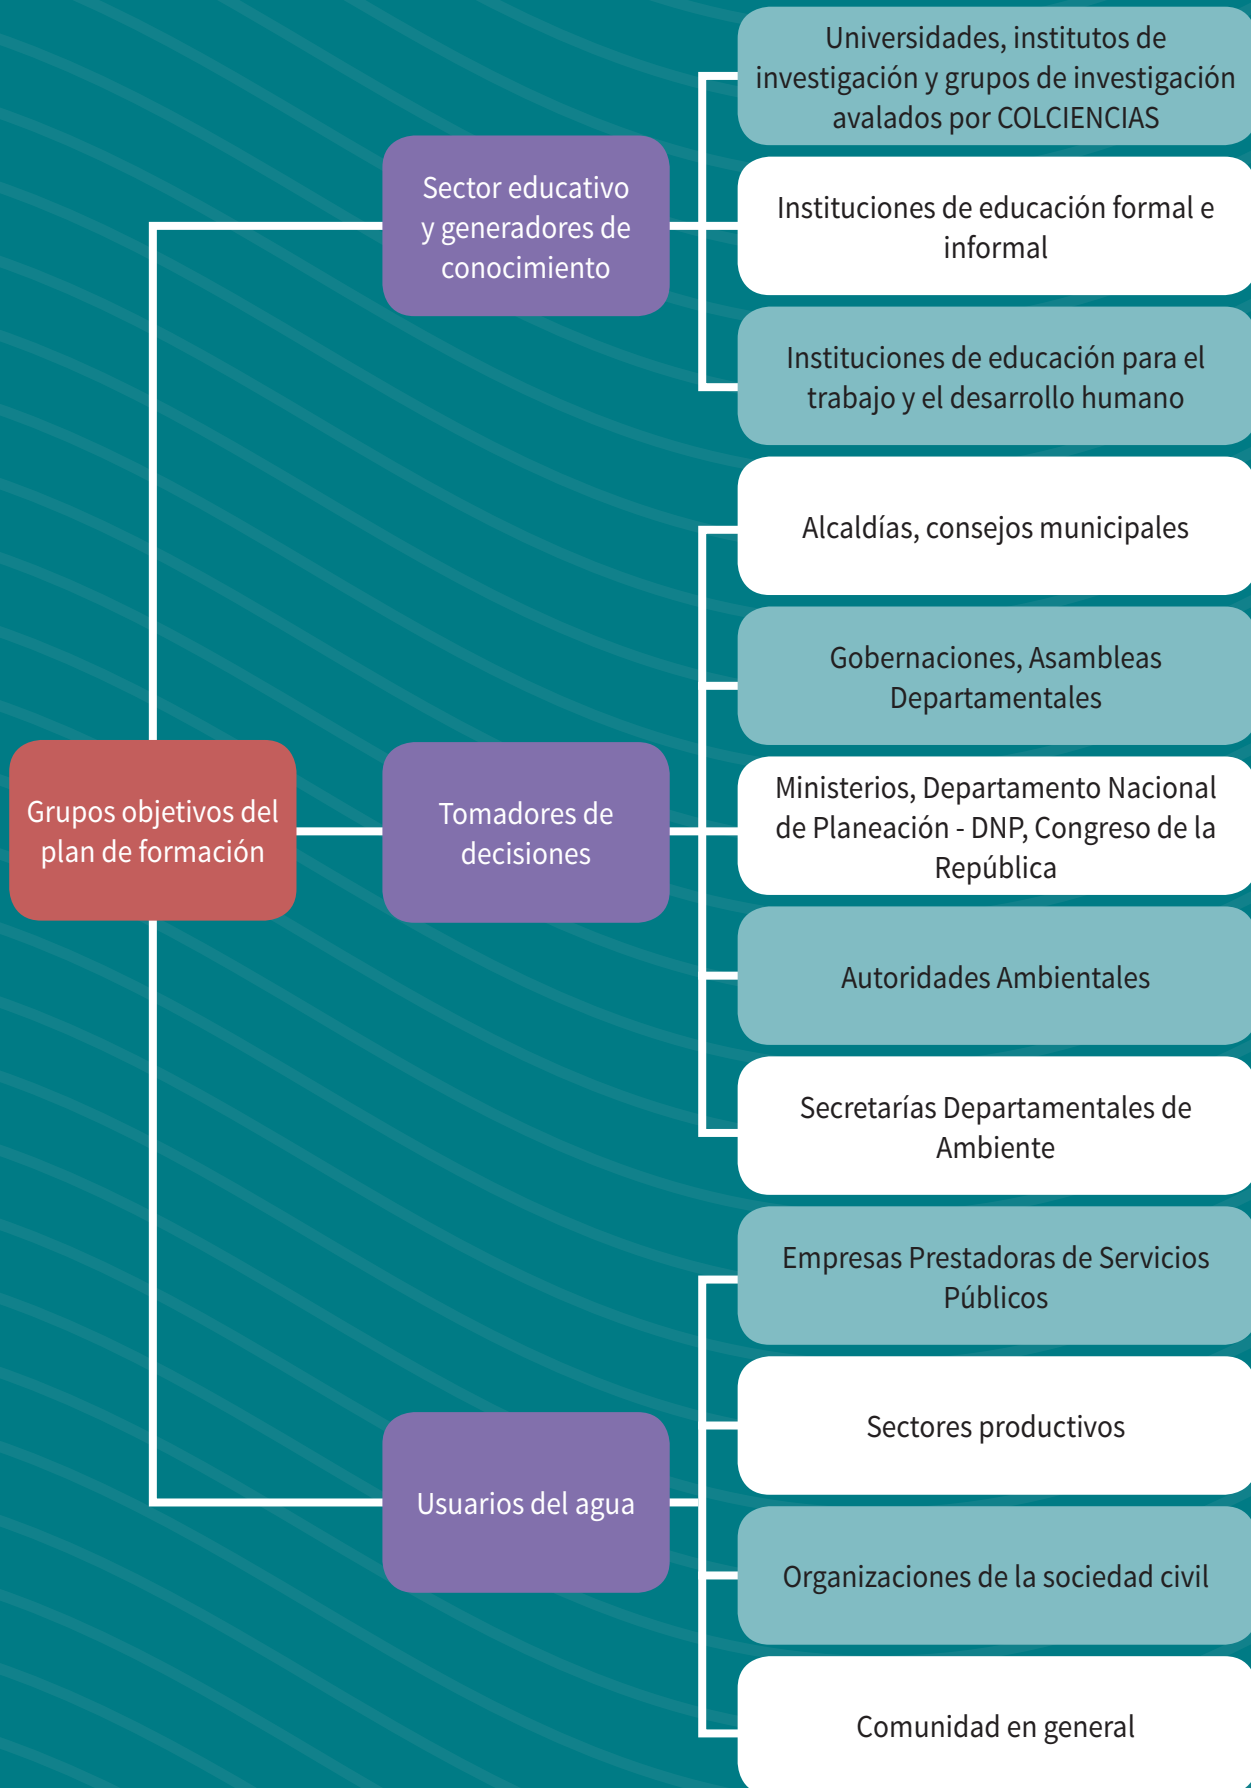 Grupos objetivos del
plan de formación
Sector educativo
y generadores de
conocimiento
Universidades, institutos de
investigación y grupos de investigación
avalados por COLCIENCIAS
Instituciones de educación formal e
informal
Instituciones de educación para el
trabajo y el desarrollo humano
Tomadores de
decisiones
Alcaldías, consejos municipales
Gobernaciones, Asambleas
Departamentales
Ministerios, Departamento Nacional
de Planeación - DNP, Congreso de la
República
Autoridades Ambientales
Secretarías Departamentales de
Ambiente
Usuarios del agua
Empresas Prestadoras de Servicios
Públicos
Sectores productivos
Organizaciones de la sociedad civil
Comunidad en general